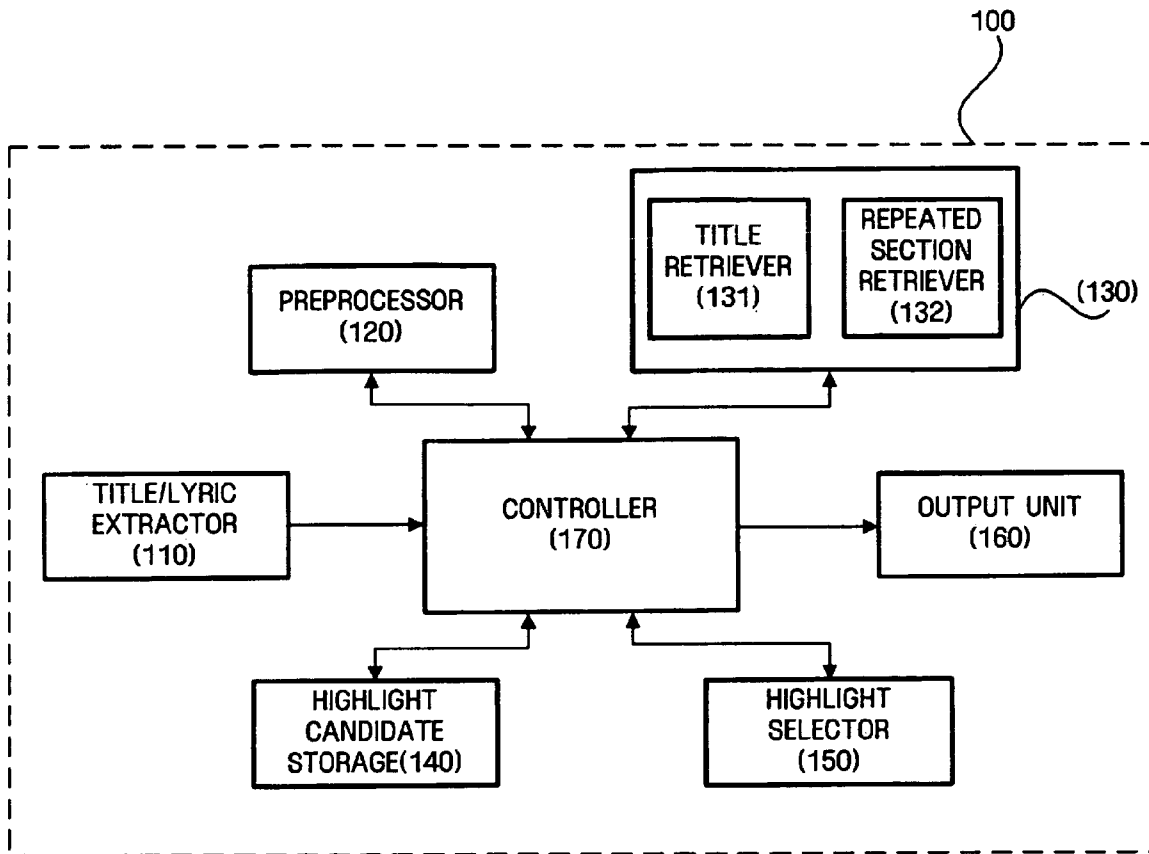 100
TITLE
RETRIEVER
(131)
REPEATED
SECTION
RETRIEVER
(132)
(130)
PREPROCESSOR
(120)
TITLE/LYRIC
EXTRACTOR
(110)
CONTROLLER
(170)
OUTPUT UNIT
(160)
HIGHLIGHT
CANDIDATE
STORAGE(140)
HIGHLIGHT
SELECTOR
(150)